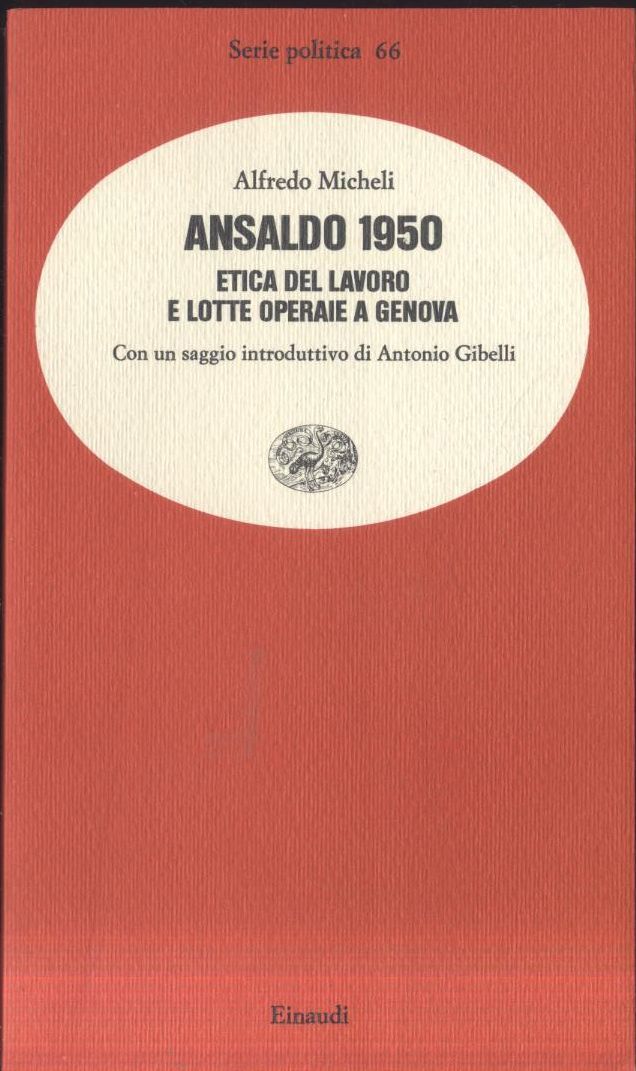 Serie politica 66
Alfredo Micheli
ANSALDO 1950
ETICA DEL LAVORO
E LOTTE OPERAIE A GENOVA
Con un saggio introduttivo di Antonio Gibelli
Einaudi